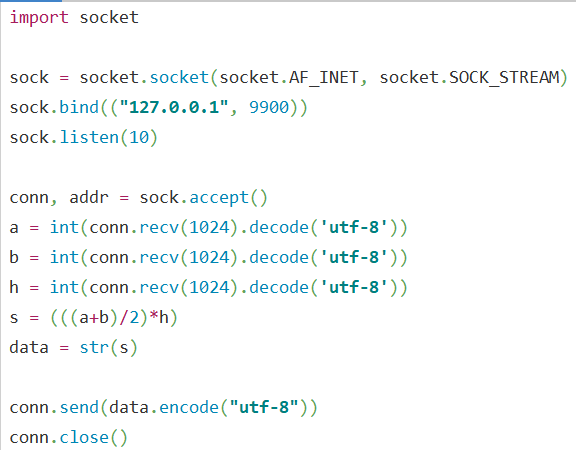 import socket
sock = socket.socket(socket.AF_INET, socket.SOCK_STREAM)
sock.bind(("127.0.0.1", 9900))
sock.listen(10)
conn, addr = sock.accept()
a = int(conn.recv(1024).decode('utf-8'))
b = int(conn.recv(1024).decode('utf-8'))
h = int(conn.recv(1024).decode('utf-8'))
s = (((a+b)/2)*h)
data = str(s)
conn.send(data.encode("utf-8"))
conn.close()